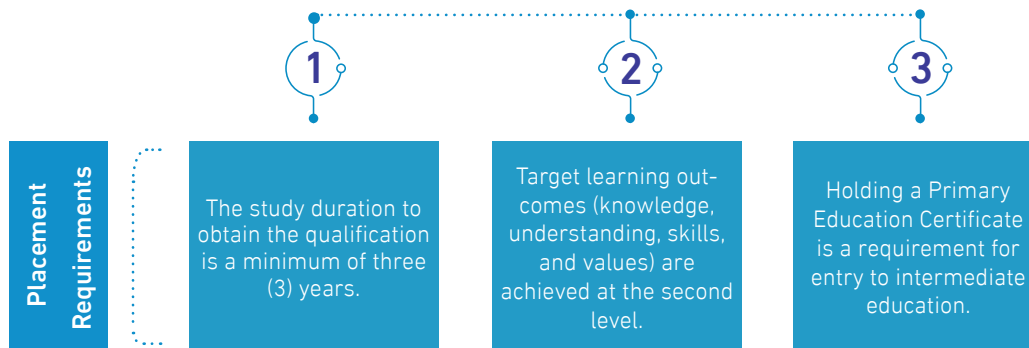 1
2
3
Placement
Requirements
The study duration to
obtain the qualification
is a minimum of three
(3) years.
Target learning out-
comes (knowledge,
understanding, skills,
and values) are
achieved at the second
level.
Holding a Primary
Education Certificate
is a requirement for
entry to intermediate
education.